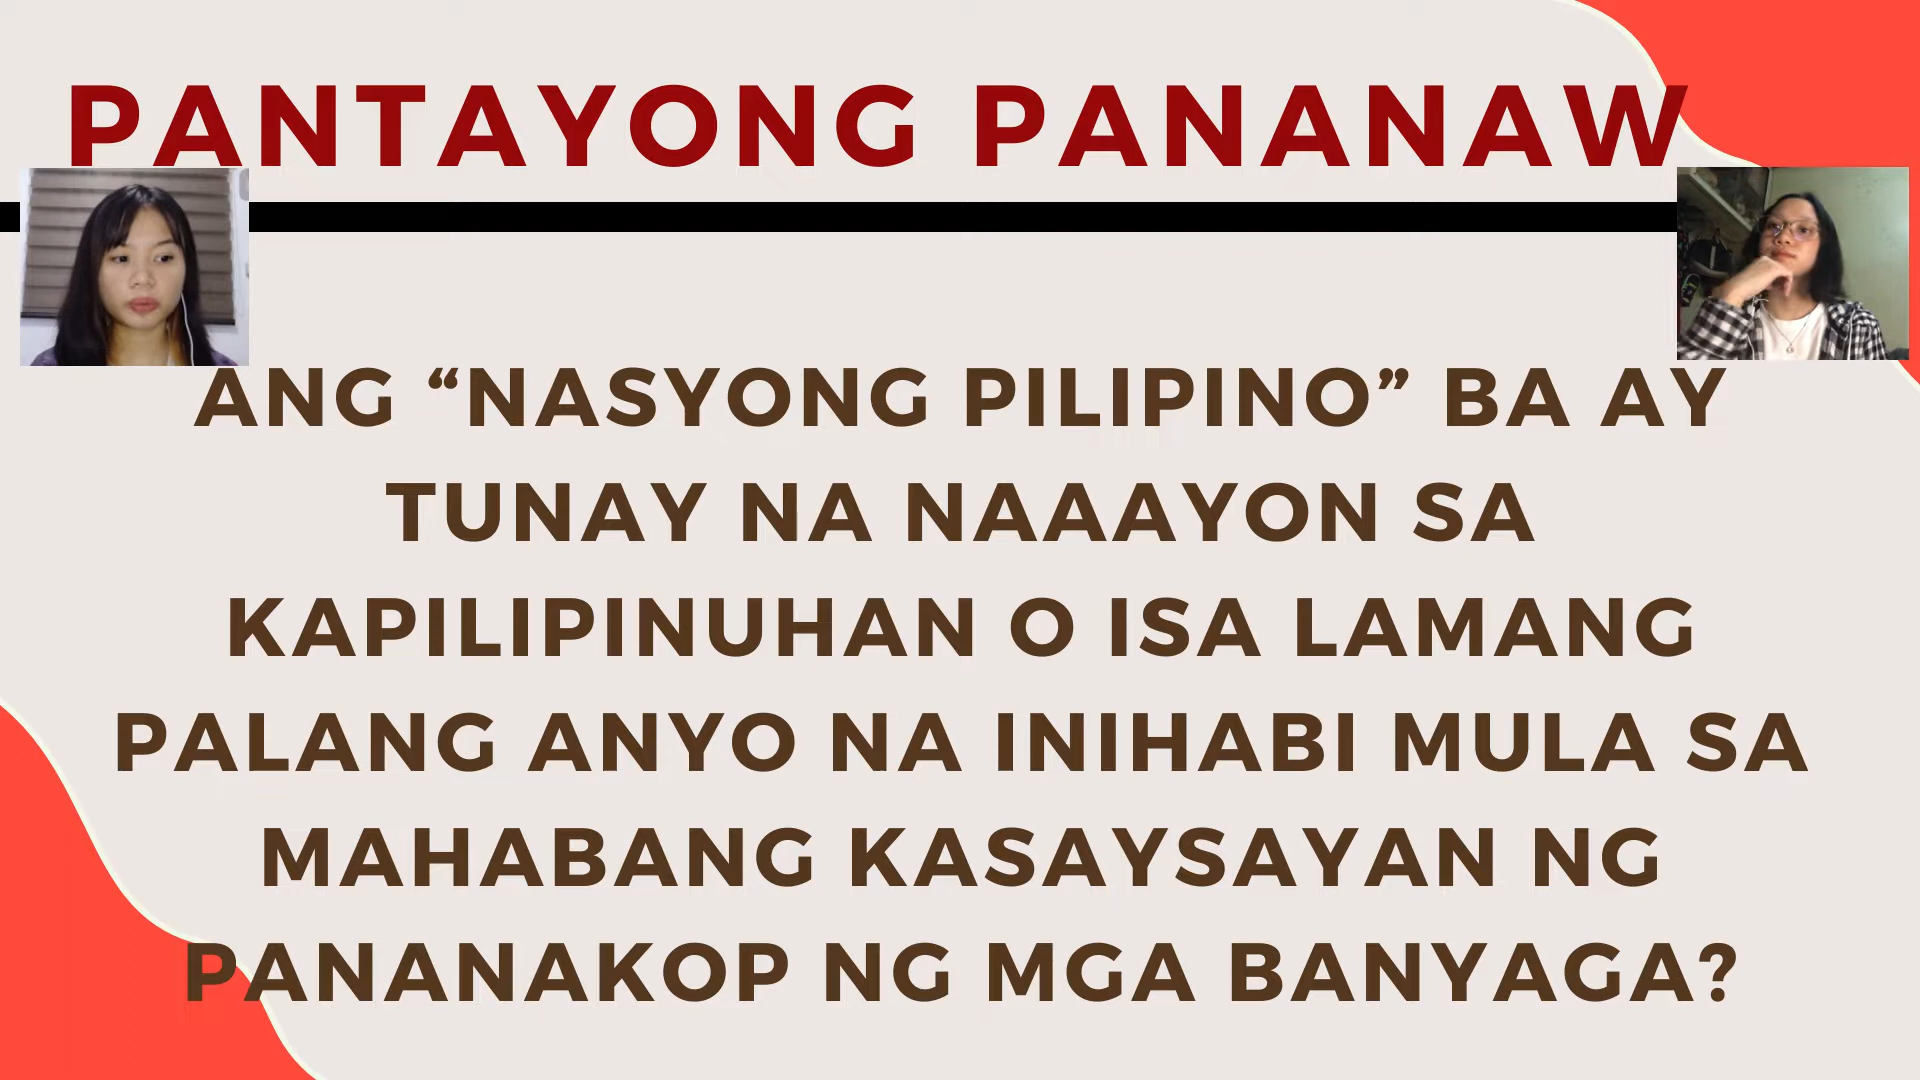 PANTAYONG PANANAW
ANG “NASYONG PILIPINO” BA AY
TUNAY NA NAAAYON SA
KAPILIPINUHAN O ISA LAMANG
PALANG ANYO NA INIHABI MULA SA
MAHABANG KASAYSAYAN NG
PANANAKOP NG MGA BANYAGA?